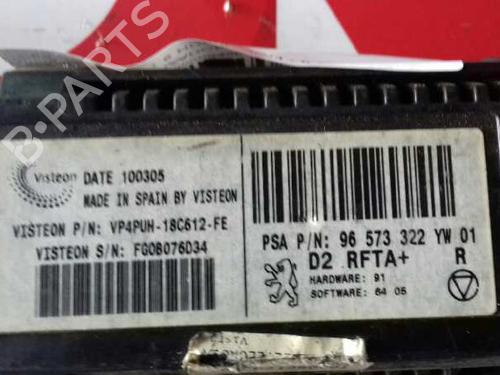 B-PARTS
Visteon
DATE 100305
MADE IN SPAIN BY VISTEON
VISTEON P/N: VP4PUH-18C612-FE
VISTEON S/N: FGOB076D34
PSA P/N: 96 573 322 YW 01
D2 RFTA+ R
HARDWARE: 91
SOFTWARE: 64 05